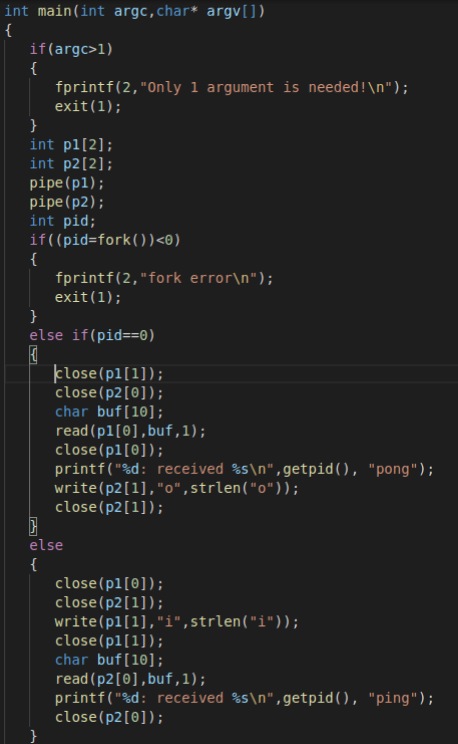 int main(int argc,char* argv[])
{
if(argc>1)
{
fprintf(2,"Only 1 argument is needed!\n");
exit(1);
}
int p1[2];
int p2[2];
pipe(p1);
pipe(p2);
int pid;
if((pid=fork())<0)
{
fprintf(2,"fork error\n");
exit(1);
}
else if(pid==0)
{
close(p1[1]);
close(p2[0]);
char buf[10];
read(p1[0],buf,1);
close(p1[0]);
printf("%d: received %s\n",getpid(), "pong");
write(p2[1],"o",strlen("o"));
close(p2[1]);
}
else
{
close(p1[0]);
close(p2[1]);
write(p1[1],"i",strlen("i"));
close(p1[1]);
char buf[10];
read(p2[0],buf,1);
printf("%d: received %s\n",getpid(), "ping");
close(p2[0]);
}